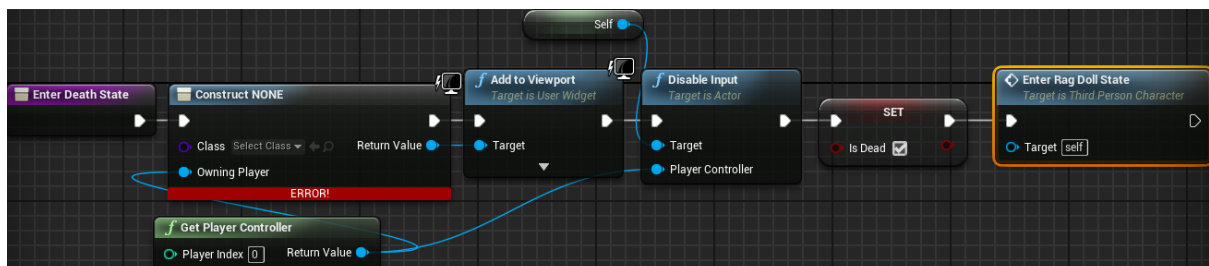 Self
Enter Death State
Construct NONE
Class Select Class Return Value
Owning Player
ERROR!
Get Player Controller
Player Index 0 Return Value
f Add to Viewport
Target is User Widget
Target
f Disable Input
Target is Actor
Target
Player Controller
SET
Is Dead
Enter Rag Doll State
Target is Third Person Character
Target self